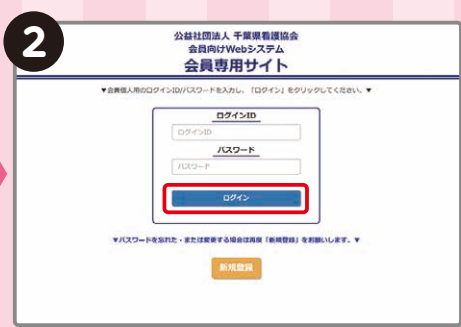 2
公益社団法人 千葉県看護協会
会員向けWebシステム
会員専用サイト
▼会員個人用のログインID/パスワードを入力し、「ログイン」をクリックしてください。▼
ログインID
ログインID
パスワード
パスワード
ログイン
▼パスワードを忘れた・または変更する場合は再度「新規登録」をお願いします。▼
新規登録